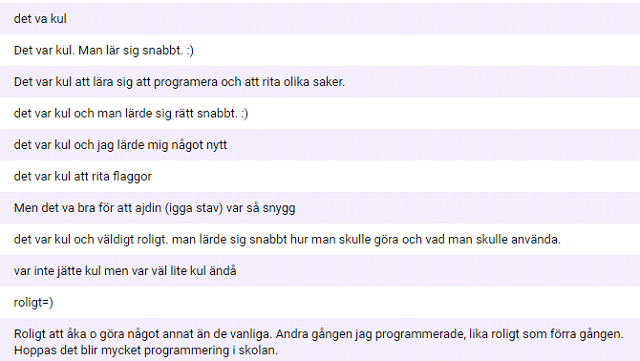 det va kul
Det var kul. Man lär sig snabbt. :)
Det var kul att lära sig att programera och att rita olika saker.
det var kul och man lärde sig rätt snabbt. :)
det var kul och jag lärde mig något nytt
det var kul att rita flaggor
Men det va bra för att ajdin (igga stav) var så snygg
det var kul och väldigt roligt. man lärde sig snabbt hur man skulle göra och vad man skulle använda.
var inte jätte kul men var väl lite kul ändå
roligt=)
Roligt att åka o göra något annat än de vanliga. Andra gången jag programmerade, lika roligt som förra gången.
Hoppas det blir mycket programmering i skolan.